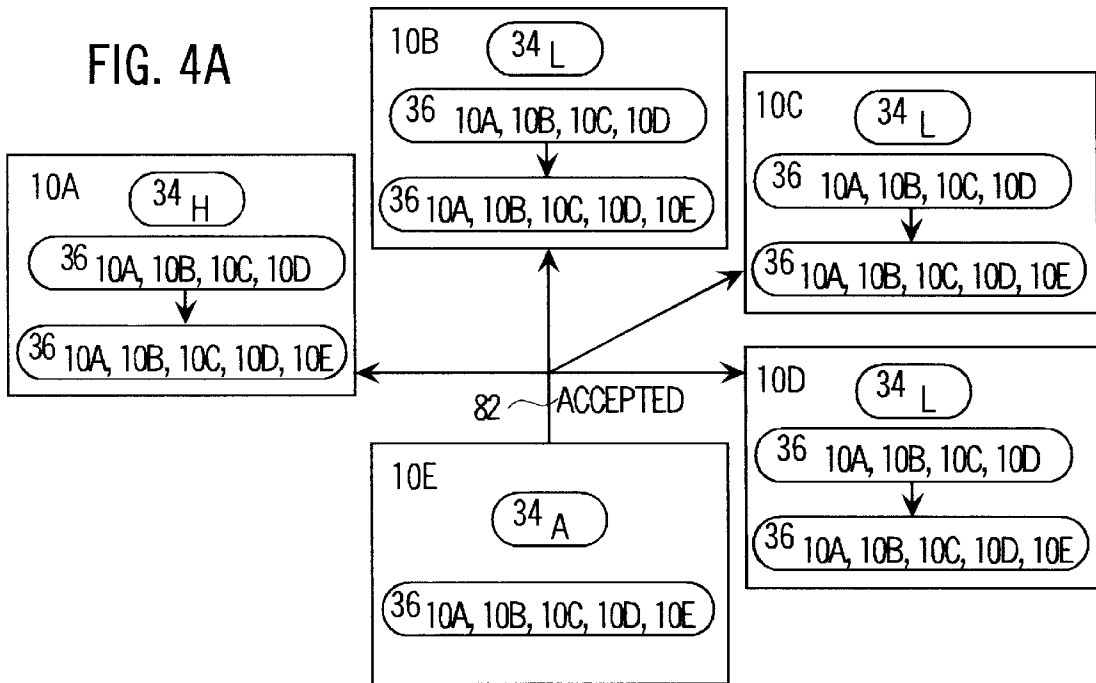 FIG. 4A
10A
34 H
36 10A, 10B, 10C, 10D
36 10A, 10B, 10C, 10D, 10E
10B
34 L
36 10A, 10B, 10C, 10D
36 10A, 10B, 10C, 10D, 10E
10C
34 L
36 10A, 10B, 10C, 10D
36 10A, 10B, 10C, 10D, 10E
82 ACCEPTED
10D
34 L
36 10A, 10B, 10C, 10D
36 10A, 10B, 10C, 10D, 10E
10E
34 A
36 10A, 10B, 10C, 10D, 10E